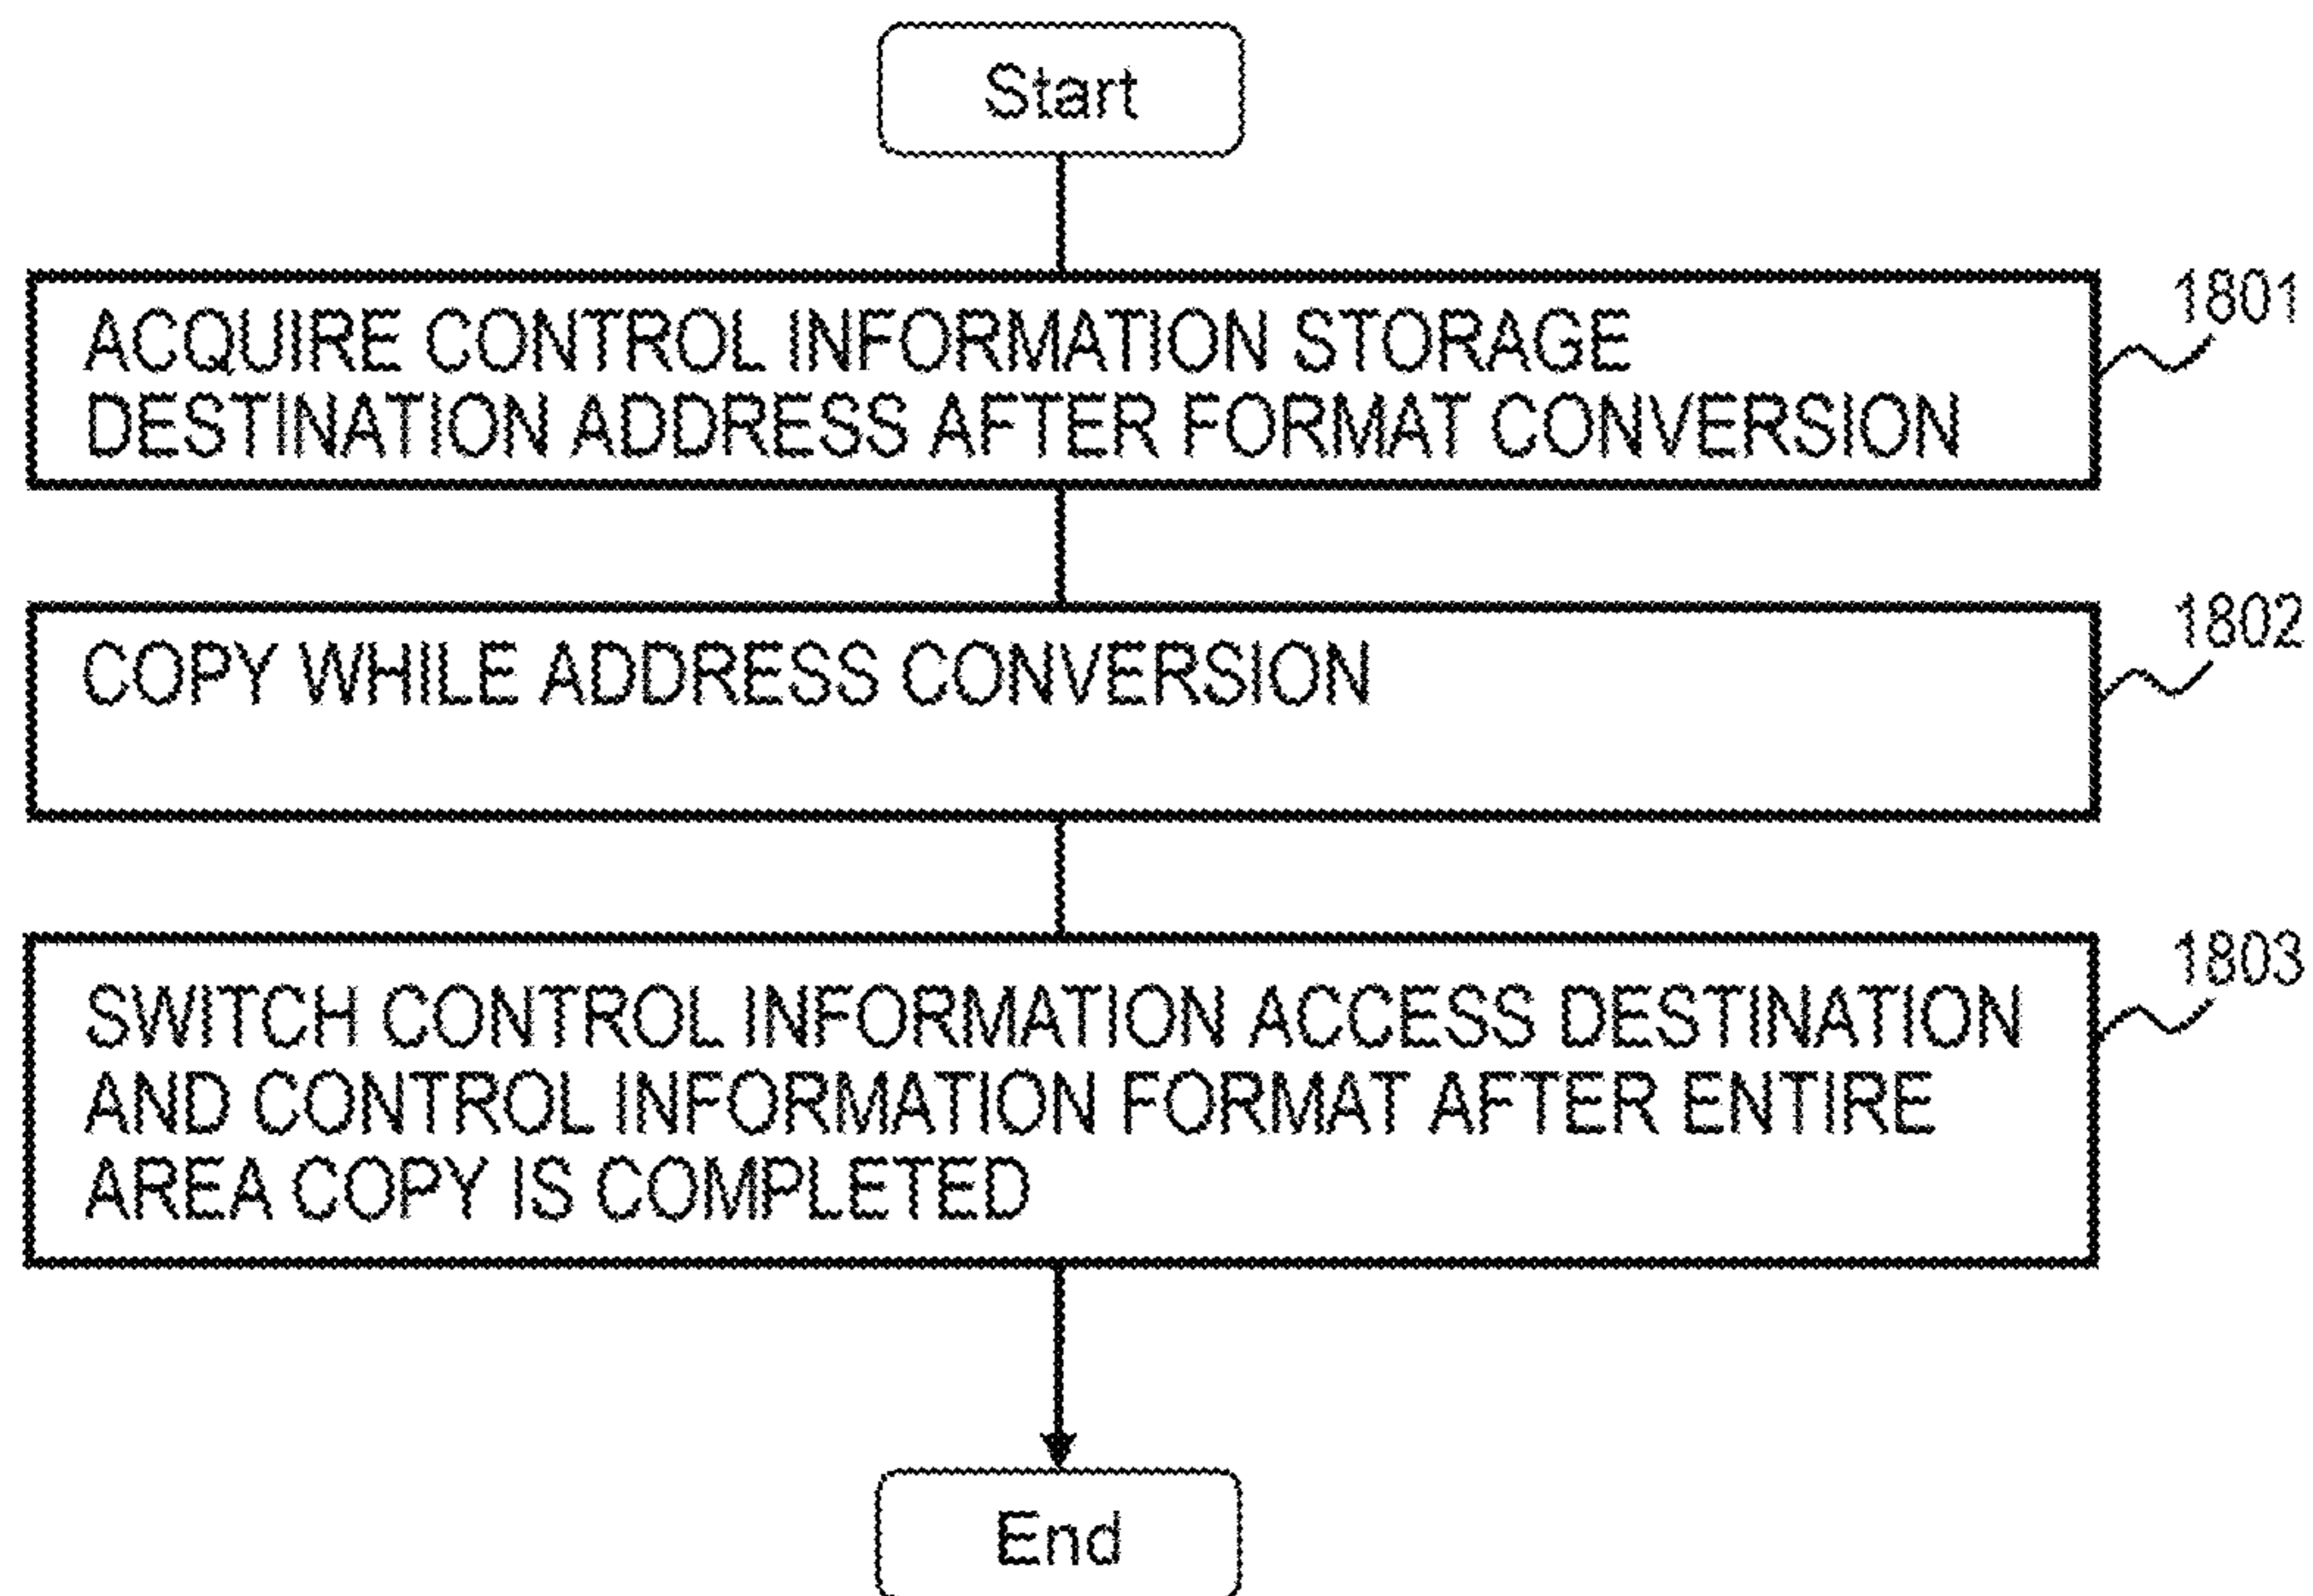 Start
1801
ACQUIRE CONTROL INFORMATION STORAGE
DESTINATION ADDRESS AFTER FORMAT CONVERSION
1802
COPY WHILE ADDRESS CONVERSION
1803
SWITCH CONTROL INFORMATION ACCESS DESTINATION
AND CONTROL INFORMATION FORMAT AFTER ENTIRE
AREA COPY IS COMPLETED
End